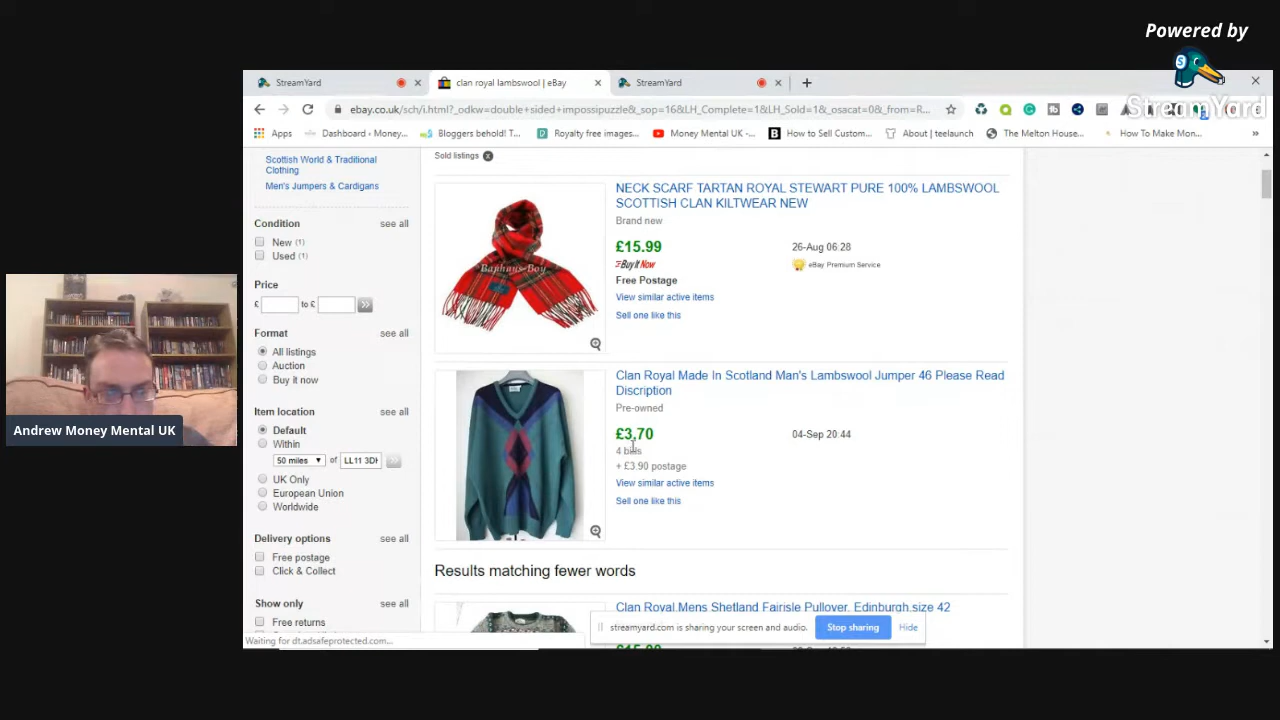 Powered by
StreamYard
StreamYard
clan royal lambswool | eBay
StreamYard
ebay.co.uk/sch/i.html?_odkw=double+sided+impossipuzzle&_sop=16&LH_Complete=1&LH_Sold=1&_osacat=0&_from=R...
Apps
Dashboard ‹ Money...
Bloggers behold! T...
Royalty free images...
Money Mental UK -...
How to Sell Custom...
About | teelaunch
The Melton House...
How To Make Mon...
Scottish World & Traditional
Clothing
Men's Jumpers & Cardigans
Condition see all
New (1)
Used (1)
Price
£ to £
Format see all
All listings
Auction
Buy it now
Item location see all
Default
Within
50 miles of LL11 3DH
UK Only
European Union
Worldwide
Delivery options see all
Free postage
Click & Collect
Show only see all
Free returns
Waiting for dt.adsafeprotected.com...
Sold listings
NECK SCARF TARTAN ROYAL STEWART PURE 100% LAMBSWOOL
SCOTTISH CLAN KILTWEAR NEW
Brand new
£15.99 26-Aug 06:28
Buy It Now eBay Premium Service
Free Postage
View similar active items
Sell one like this
Clan Royal Made In Scotland Man's Lambswool Jumper 46 Please Read
Discription
Pre-owned
£3.70 04-Sep 20:44
4 bids
+ £3.90 postage
View similar active items
Sell one like this
Results matching fewer words
Clan Royal,Mens Shetland Fairisle Pullover, Edinburgh,size 42
streamyard.com is sharing your screen and audio. Stop sharing Hide
Andrew Money Mental UK